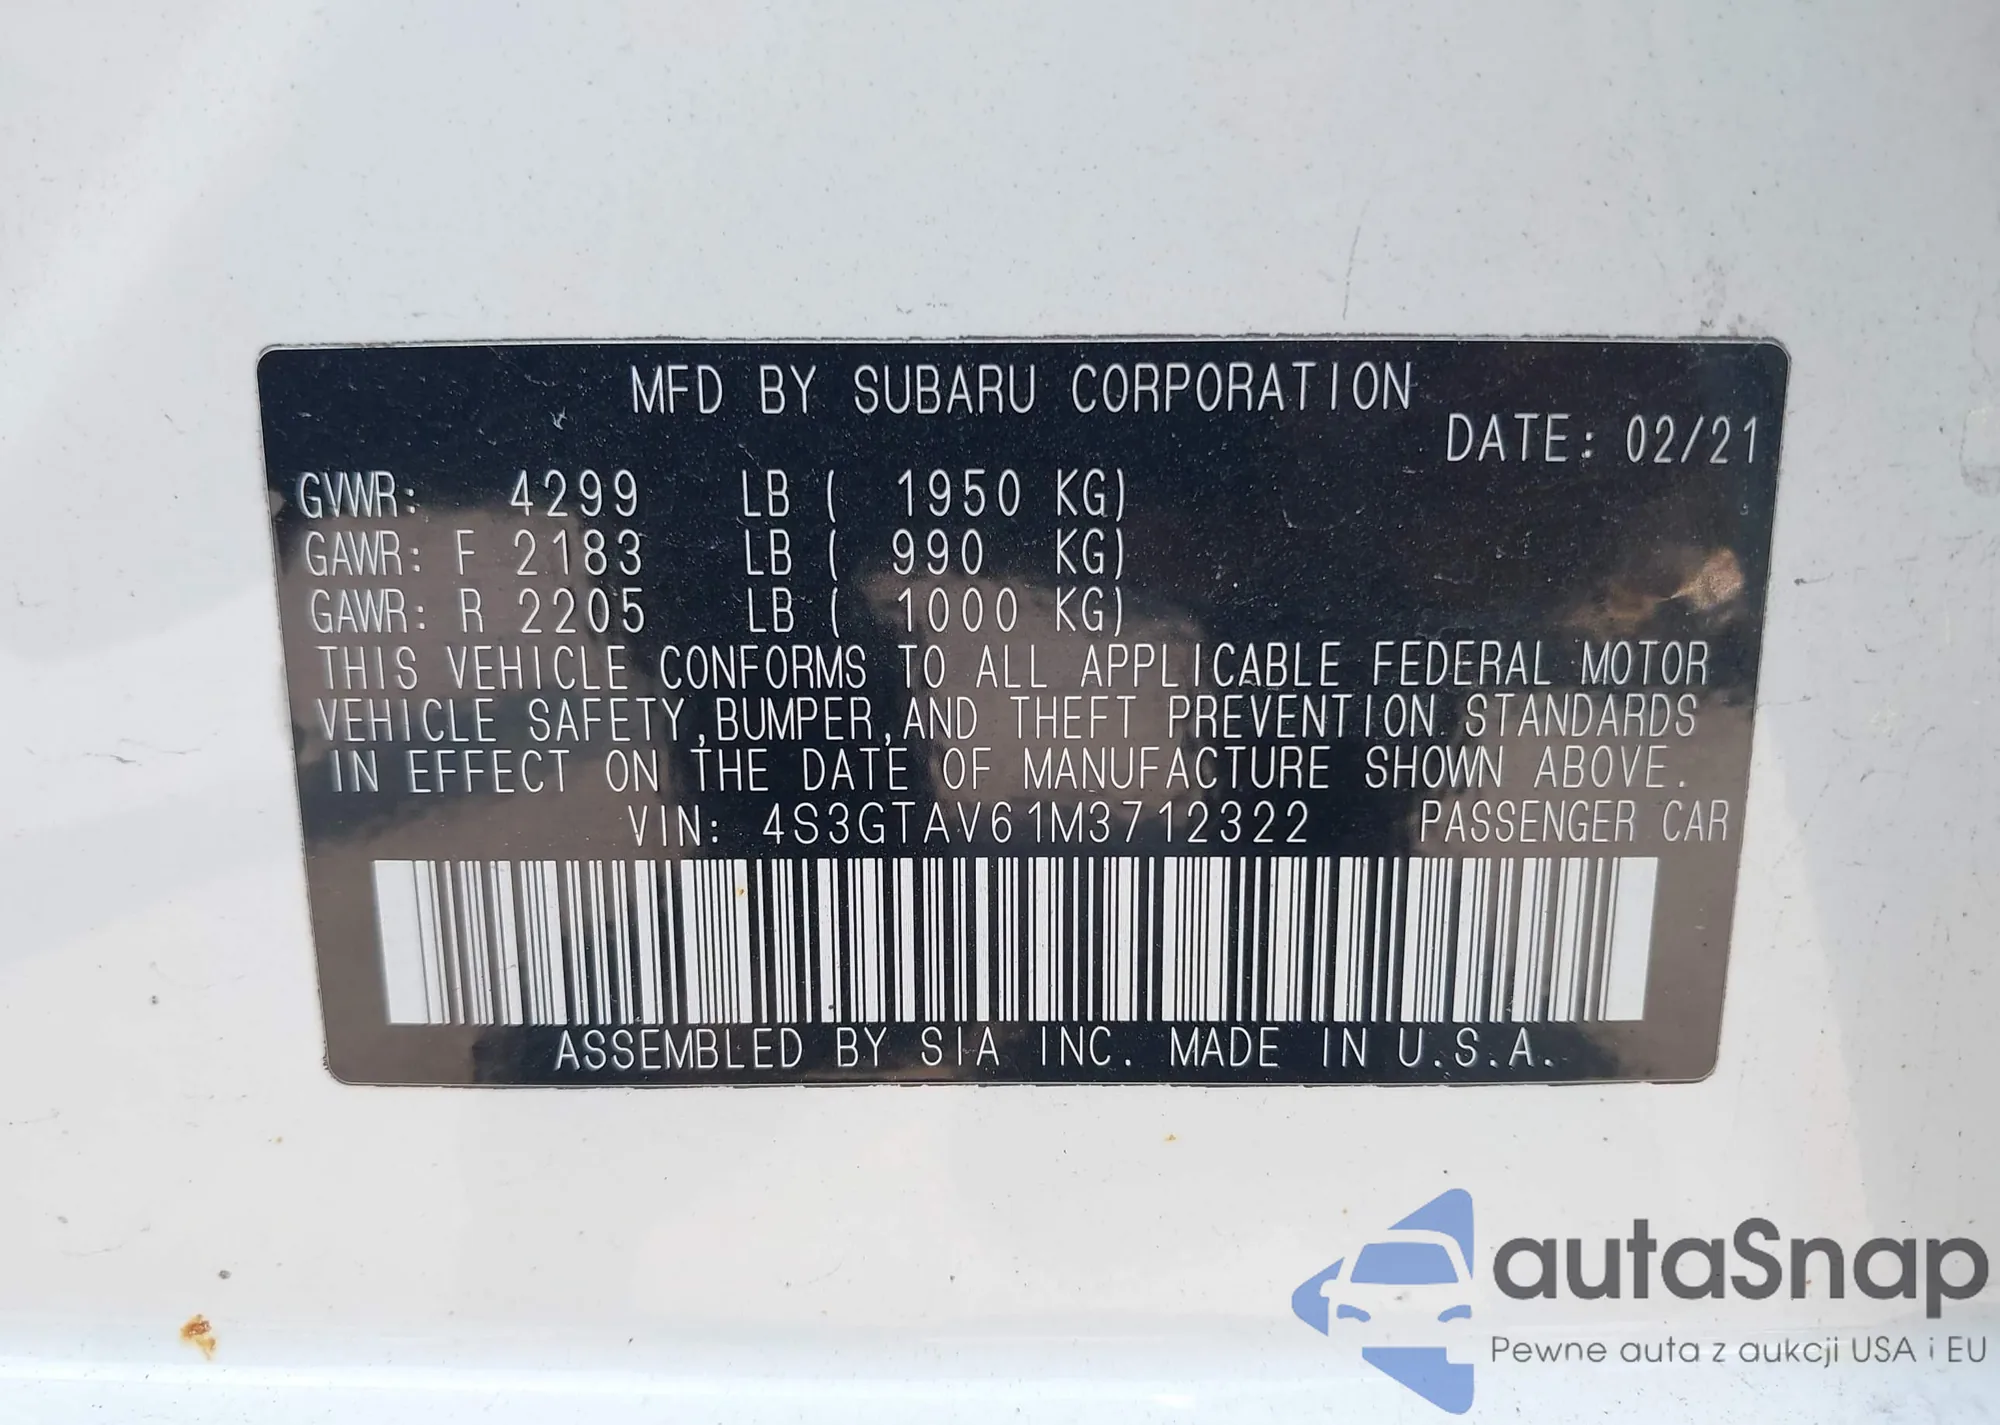 MFD BY SUBARU CORPORATION
DATE: 02/21
GVWR: 4299 LB ( 1950 KG)
GAWR: F 2183 LB ( 990 KG)
GAWR: R 2205 LB ( 1000 KG)
THIS VEHICLE CONFORMS TO ALL APPLICABLE FEDERAL MOTOR
VEHICLE SAFETY,BUMPER,AND THEFT PREVENTION STANDARDS
IN EFFECT ON THE DATE OF MANUFACTURE SHOWN ABOVE.
VIN: 4S3GTAV61M3712322 PASSENGER CAR
ASSEMBLED BY SIA INC. MADE IN U.S.A.
autaSnap
Pewne auta z aukcji USA i EU